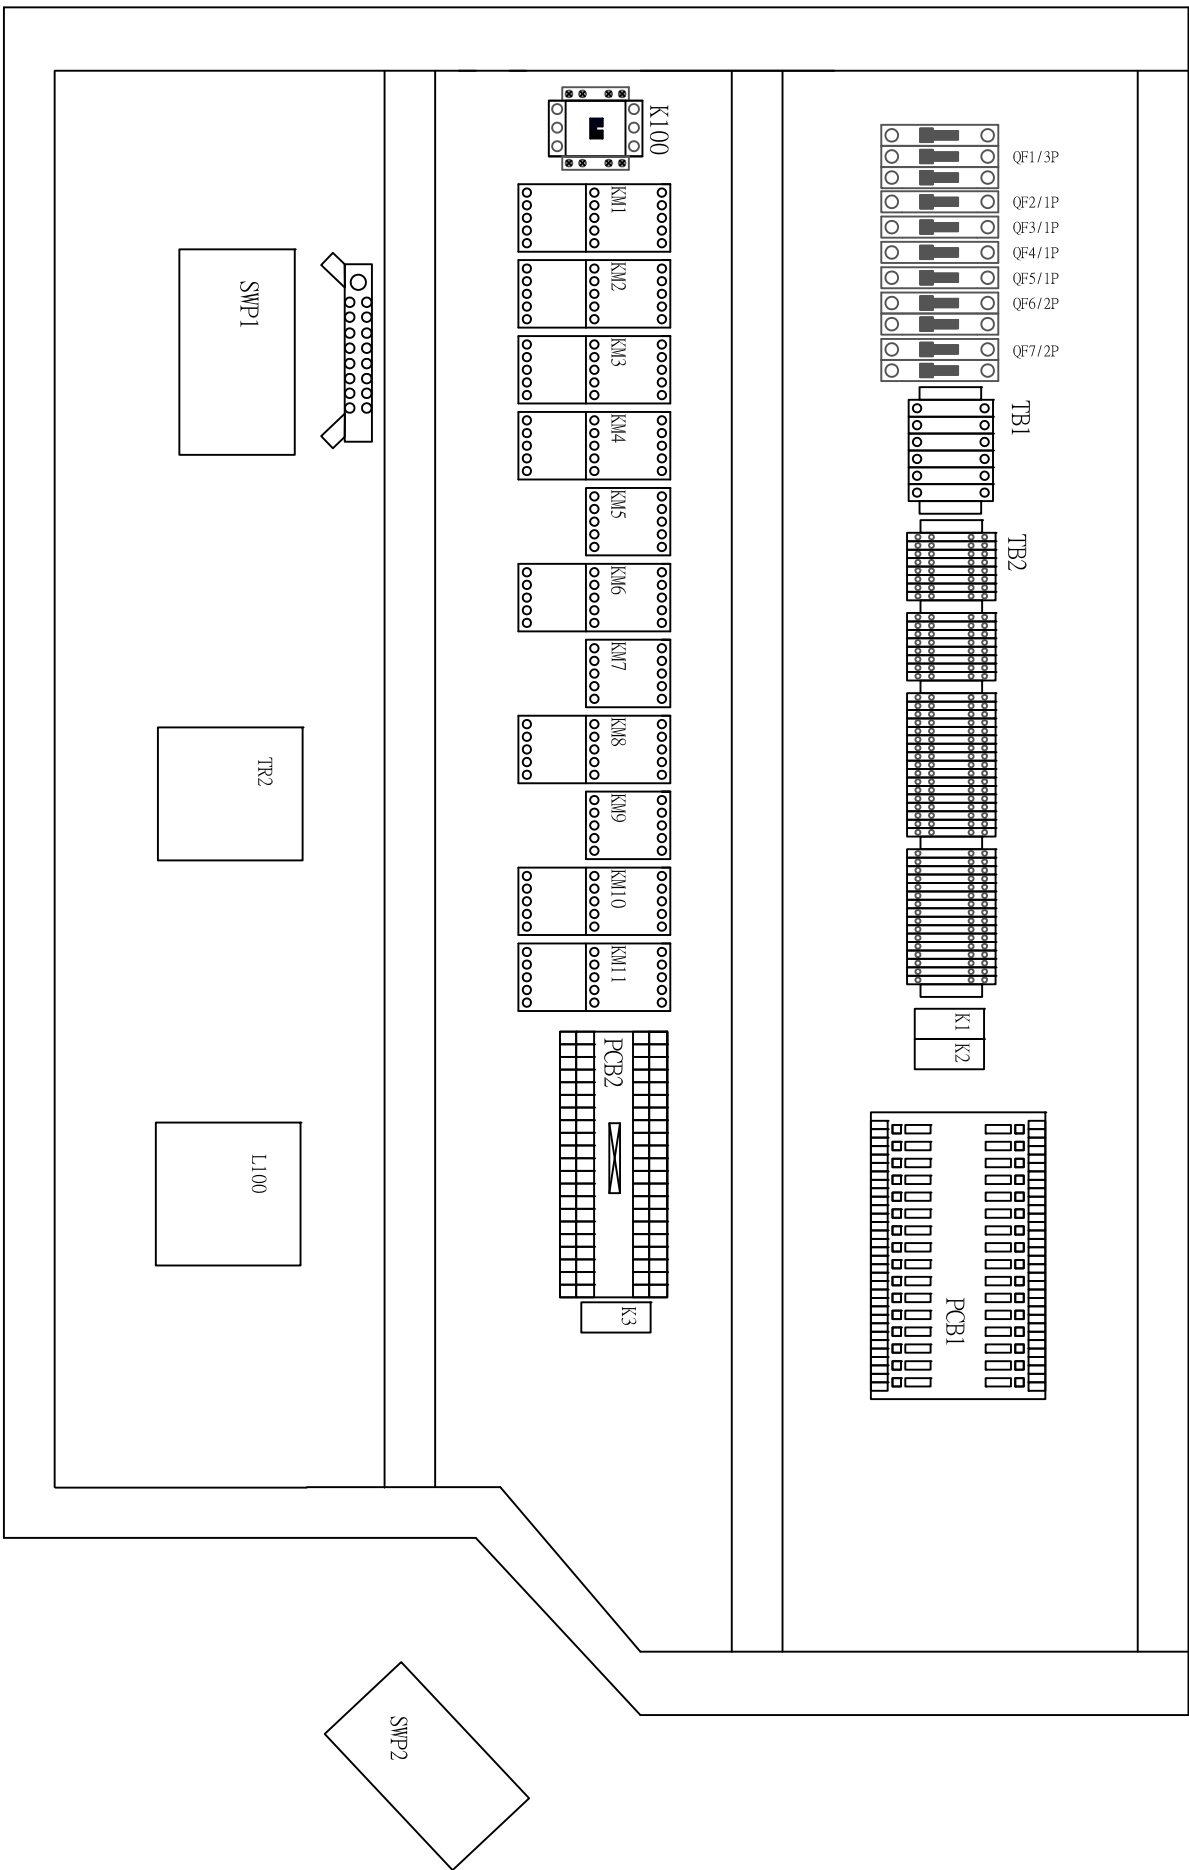 QF1/3P
QF2/1P
QF3/1P
QF4/1P
QF5/1P
QF6/2P
QF7/2P
TB1
TB2
K1
K2
PCB1
K100
KM1
KM2
KM3
KM4
KM5
KM6
KM7
KM8
KM9
KM10
KM11
PCB2
K3
SWP1
TR2
L100
SWP2